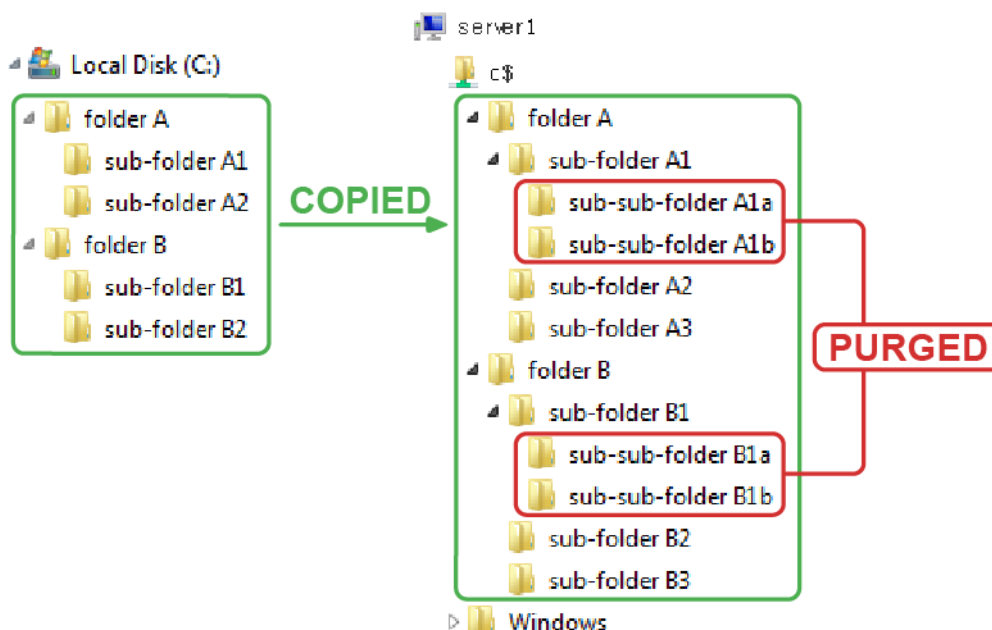 server1
Local Disk (C:)
c$
folder A
sub-folder A1
sub-folder A2
folder B
sub-folder B1
sub-folder B2
COPIED
folder A
sub-folder A1
sub-sub-folder A1a
sub-sub-folder A1b
sub-folder A2
sub-folder A3
folder B
sub-folder B1
sub-sub-folder B1a
sub-sub-folder B1b
sub-folder B2
sub-folder B3
Windows
PURGED